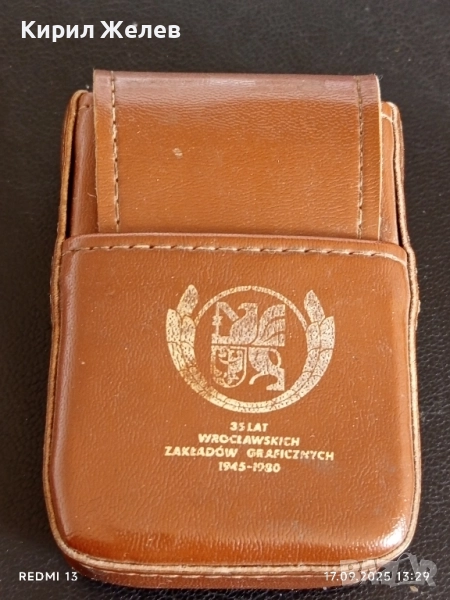 Кирил Желев
35 LAT
WROCŁAWSKICH
ZAKŁADÓW GRAFICZNYCH
1945-1980
REDMI 13
17.09.2025 13:29